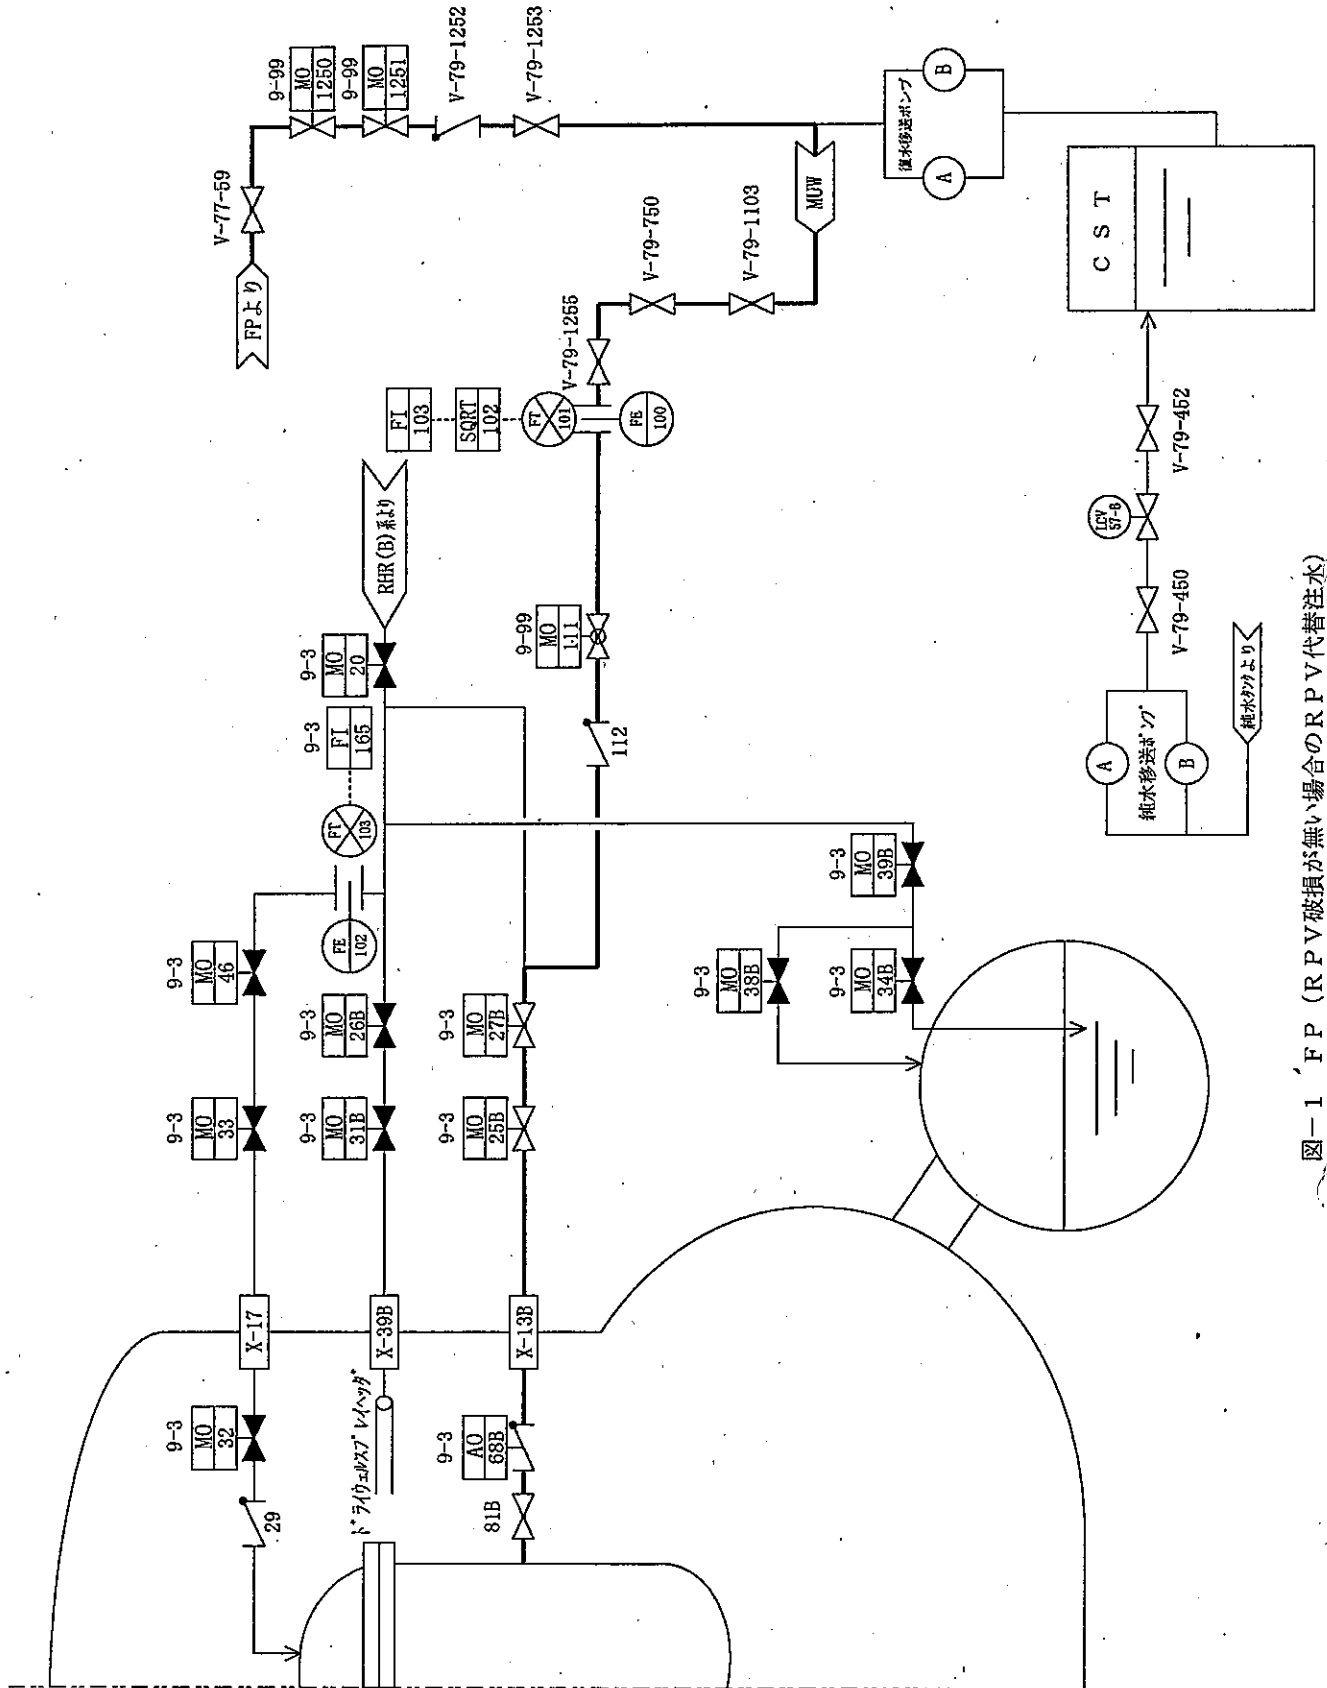 9-3
MO
32
29
X-17
9-3
MO
33
9-3
MO
46
FE
102
FT
103
9-3
FI
165
9-3
MO
20
RHR(B)系より
ドライウェルスプレイヘッダ
X-39B
9-3
MO
31B
9-3
MO
26B
81B
9-3
AO
68B
X-13B
9-3
MO
25B
9-3
MO
27B
112
9-99
MO
111
FI
103
SQRT
102
FT
101
FE
100
V-79-1255
V-79-750
V-79-1103
MUW
FPより
V-77-59
9-99
MO
1250
9-99
MO
1251
V-79-1252
V-79-1253
復水移送ポンプ
A
B
9-3
MO
38B
9-3
MO
34B
9-3
MO
39B
A
純水移送ポンプ
B
純水タンクより
V-79-450
LCV
57-8
V-79-452
CST
図-1 FP (RPV破損が無い場合のRPV代替注水)